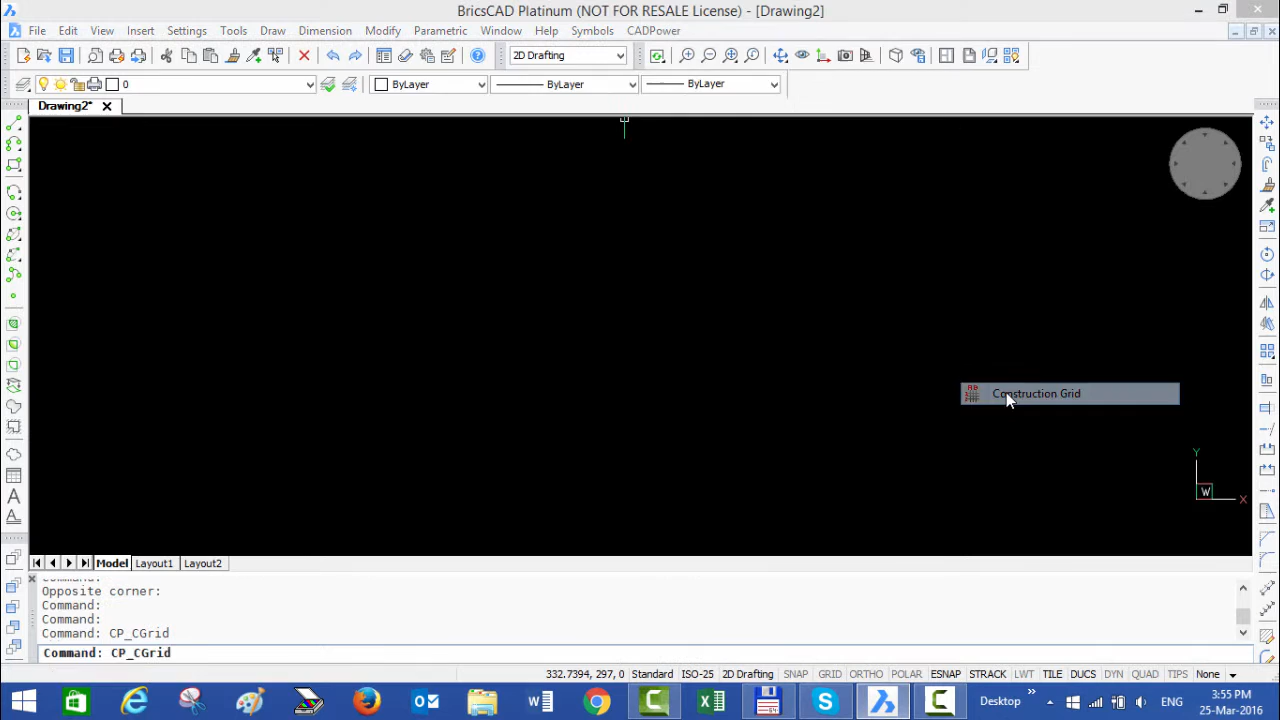 BricsCAD Platinum (NOT FOR RESALE License) - [Drawing2]
File Edit View Insert Settings Tools Draw Dimension Modify Parametric Window Help Symbols CADPower
2D Drafting
0 ByLayer ByLayer ByLayer
Drawing2*
Construction Grid
Y
W X
Model Layout1 Layout2
Opposite corner:
Command:
Command:
Command: CP_CGrid
Command: CP_CGrid
332.7394, 297, 0 Standard ISO-25 2D Drafting SNAP GRID ORTHO POLAR ESNAP STRACK LWT TILE DUCS DYN QUAD TIPS None
Desktop ENG 3:55 PM
25-Mar-2016